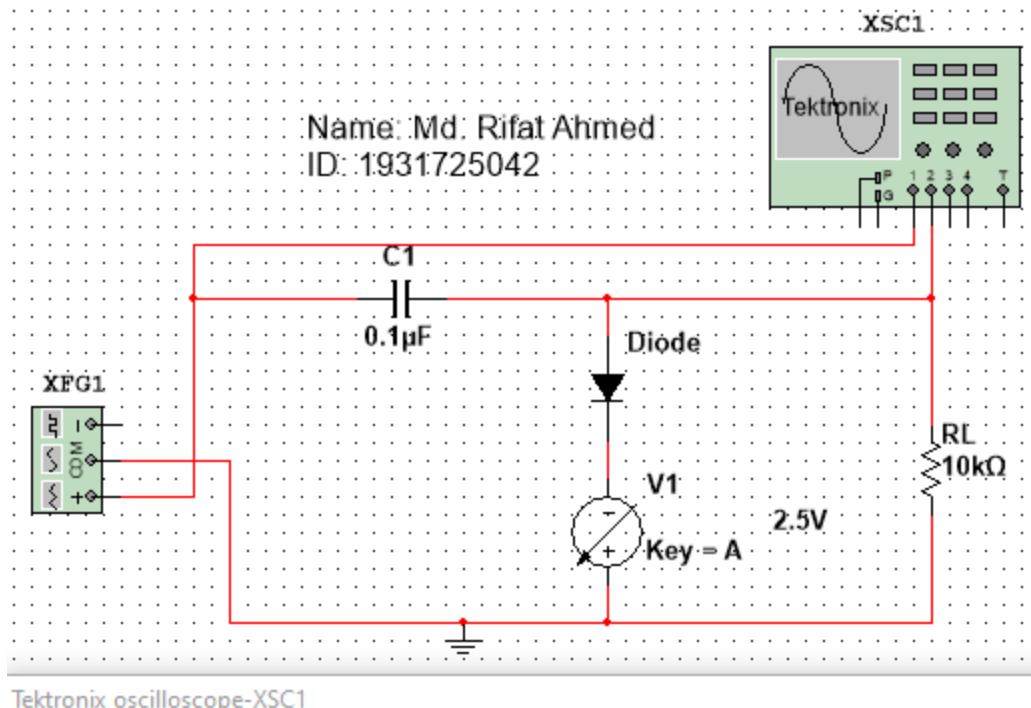 XSC1
Tektronix
P 1 2 3 4 T
G
Name: Md. Rifat Ahmed
ID: 1931725042
C1
0.1µF
Diode
XFG1
COM
+
RL
10kΩ
V1
2.5V
Key = A
Tektronix oscilloscope-XSC1